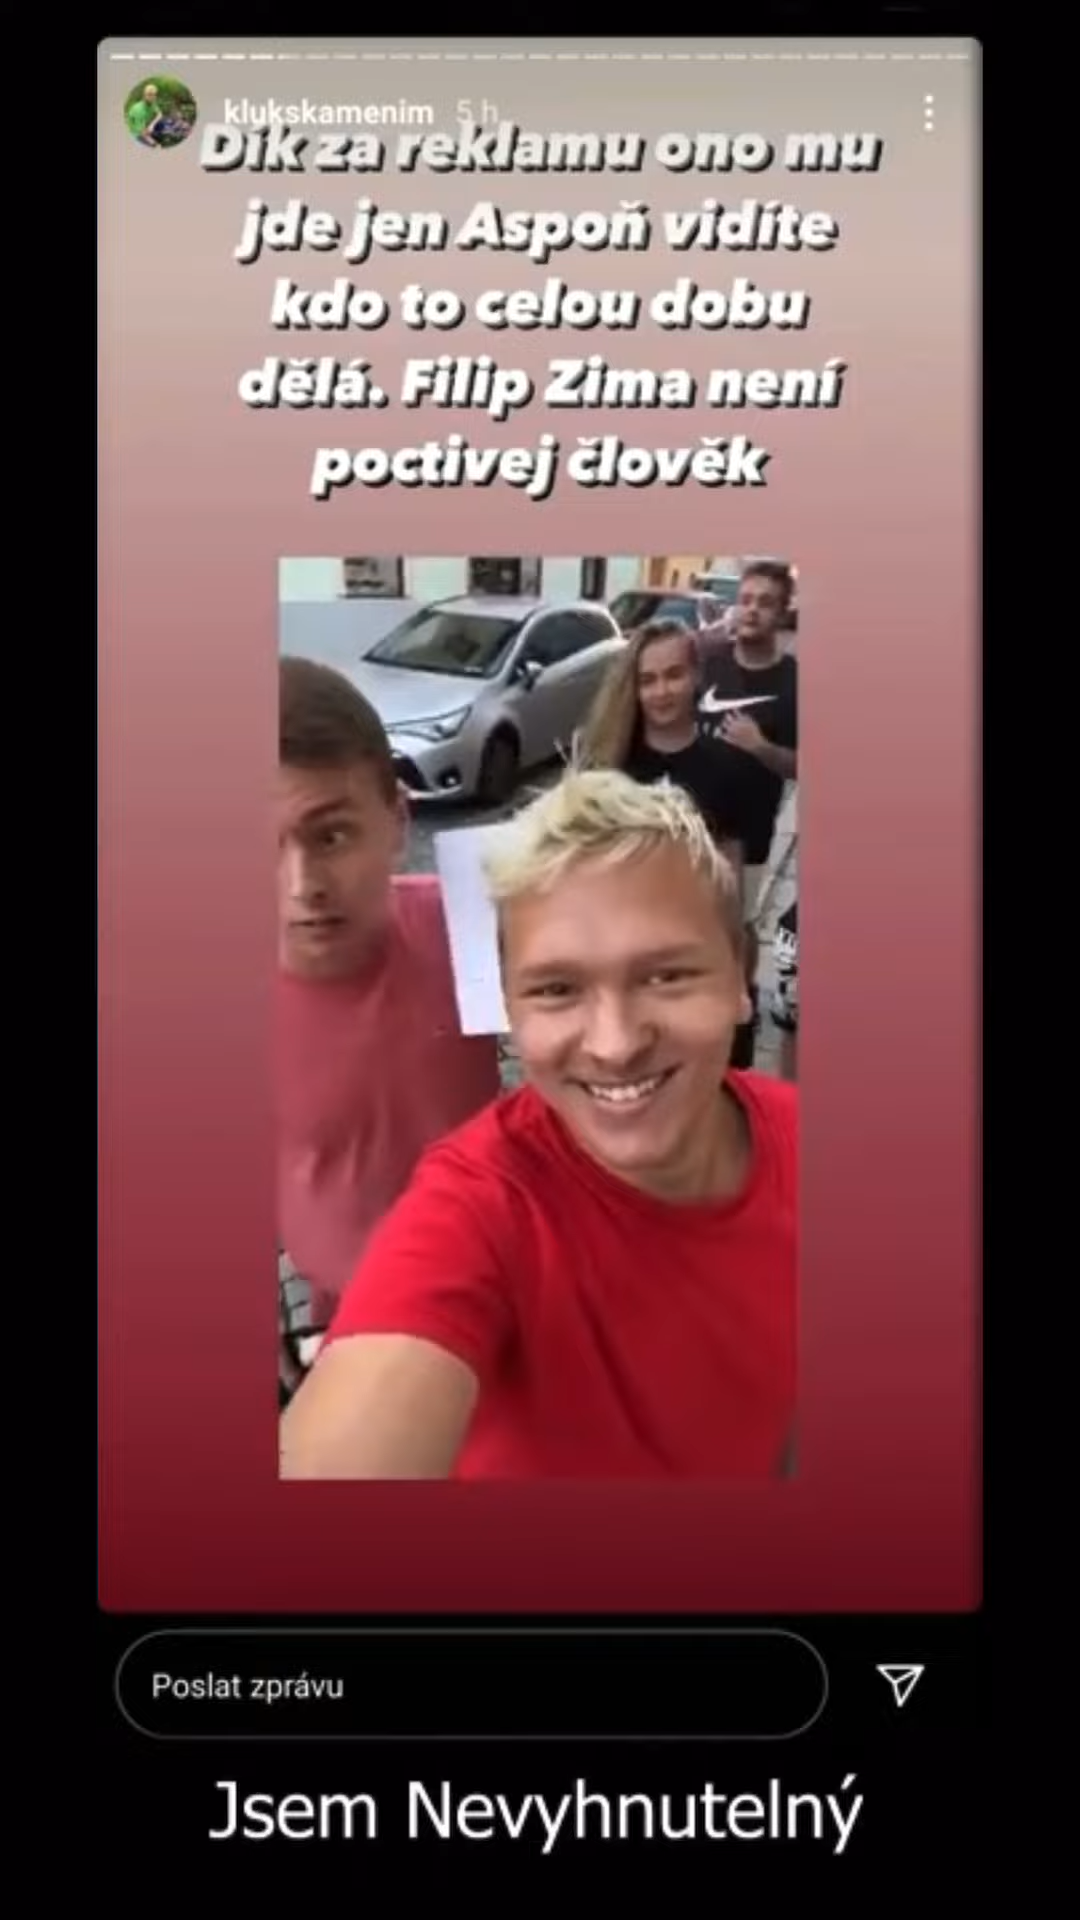 klukskamenim 5 h
Dík za reklamu ono mu
jde jen Aspoň vidíte
kdo to celou dobu
dělá. Filip Zima není
poctivej člověk
Poslat zprávu
Jsem Nevyhnutelný